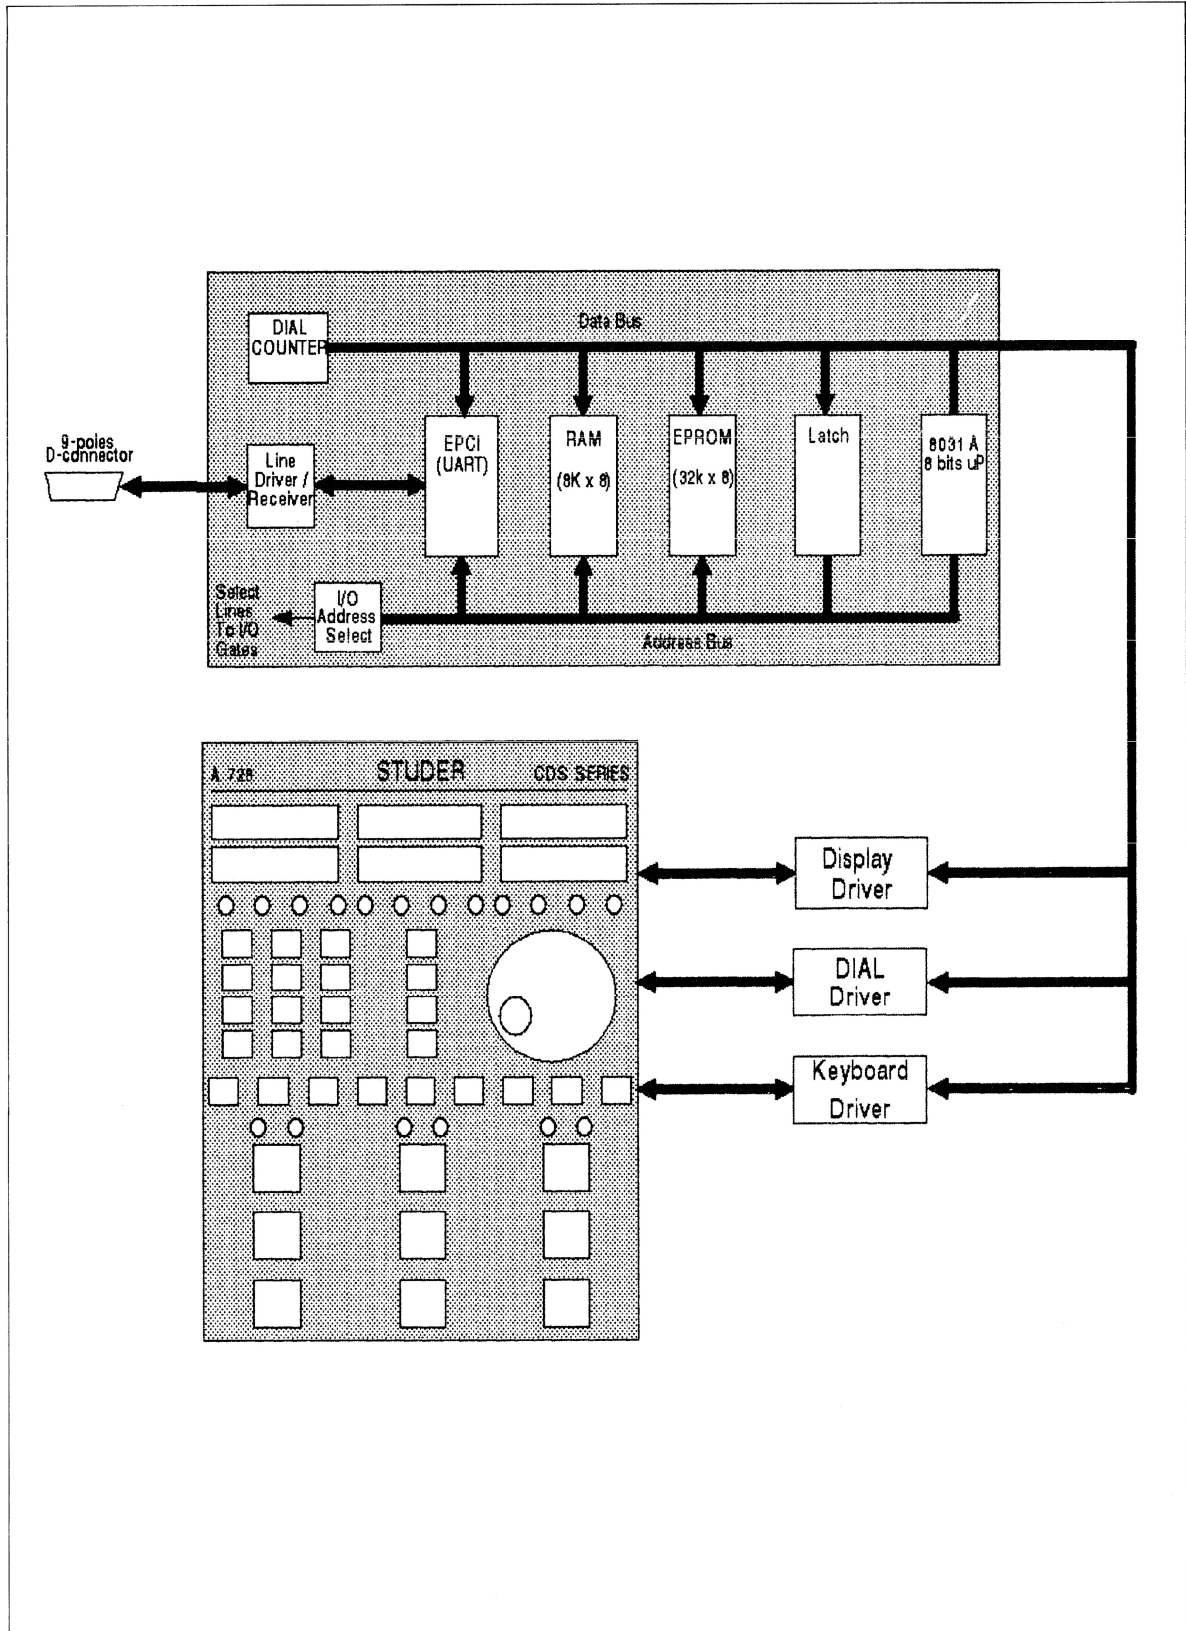 DIAL
COUNTER
Data Bus
9-poles
D-connector
Line
Driver /
Receiver
EPCI
(UART)
RAM
(8K x 8)
EPROM
(32k x 8)
Latch
8031 A
8 bits uP
Select
Lines
To I/O
Gates
I/O
Address
Select
Address Bus
A 728
STUDER
CDS SERIES
Display
Driver
DIAL
Driver
Keyboard
Driver